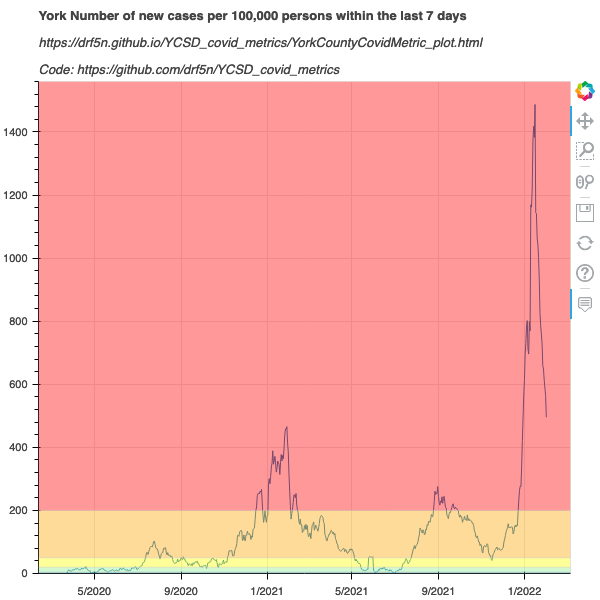 York Number of new cases per 100,000 persons within the last 7 days
https://drf5n.github.io/YCSD_covid_metrics/YorkCountyCovidMetric_plot.html
Code: https://github.com/drf5n/YCSD_covid_metrics
1400
1200
1000
800
600
400
200
0
5/2020 9/2020 1/2021 5/2021 9/2021 1/2022